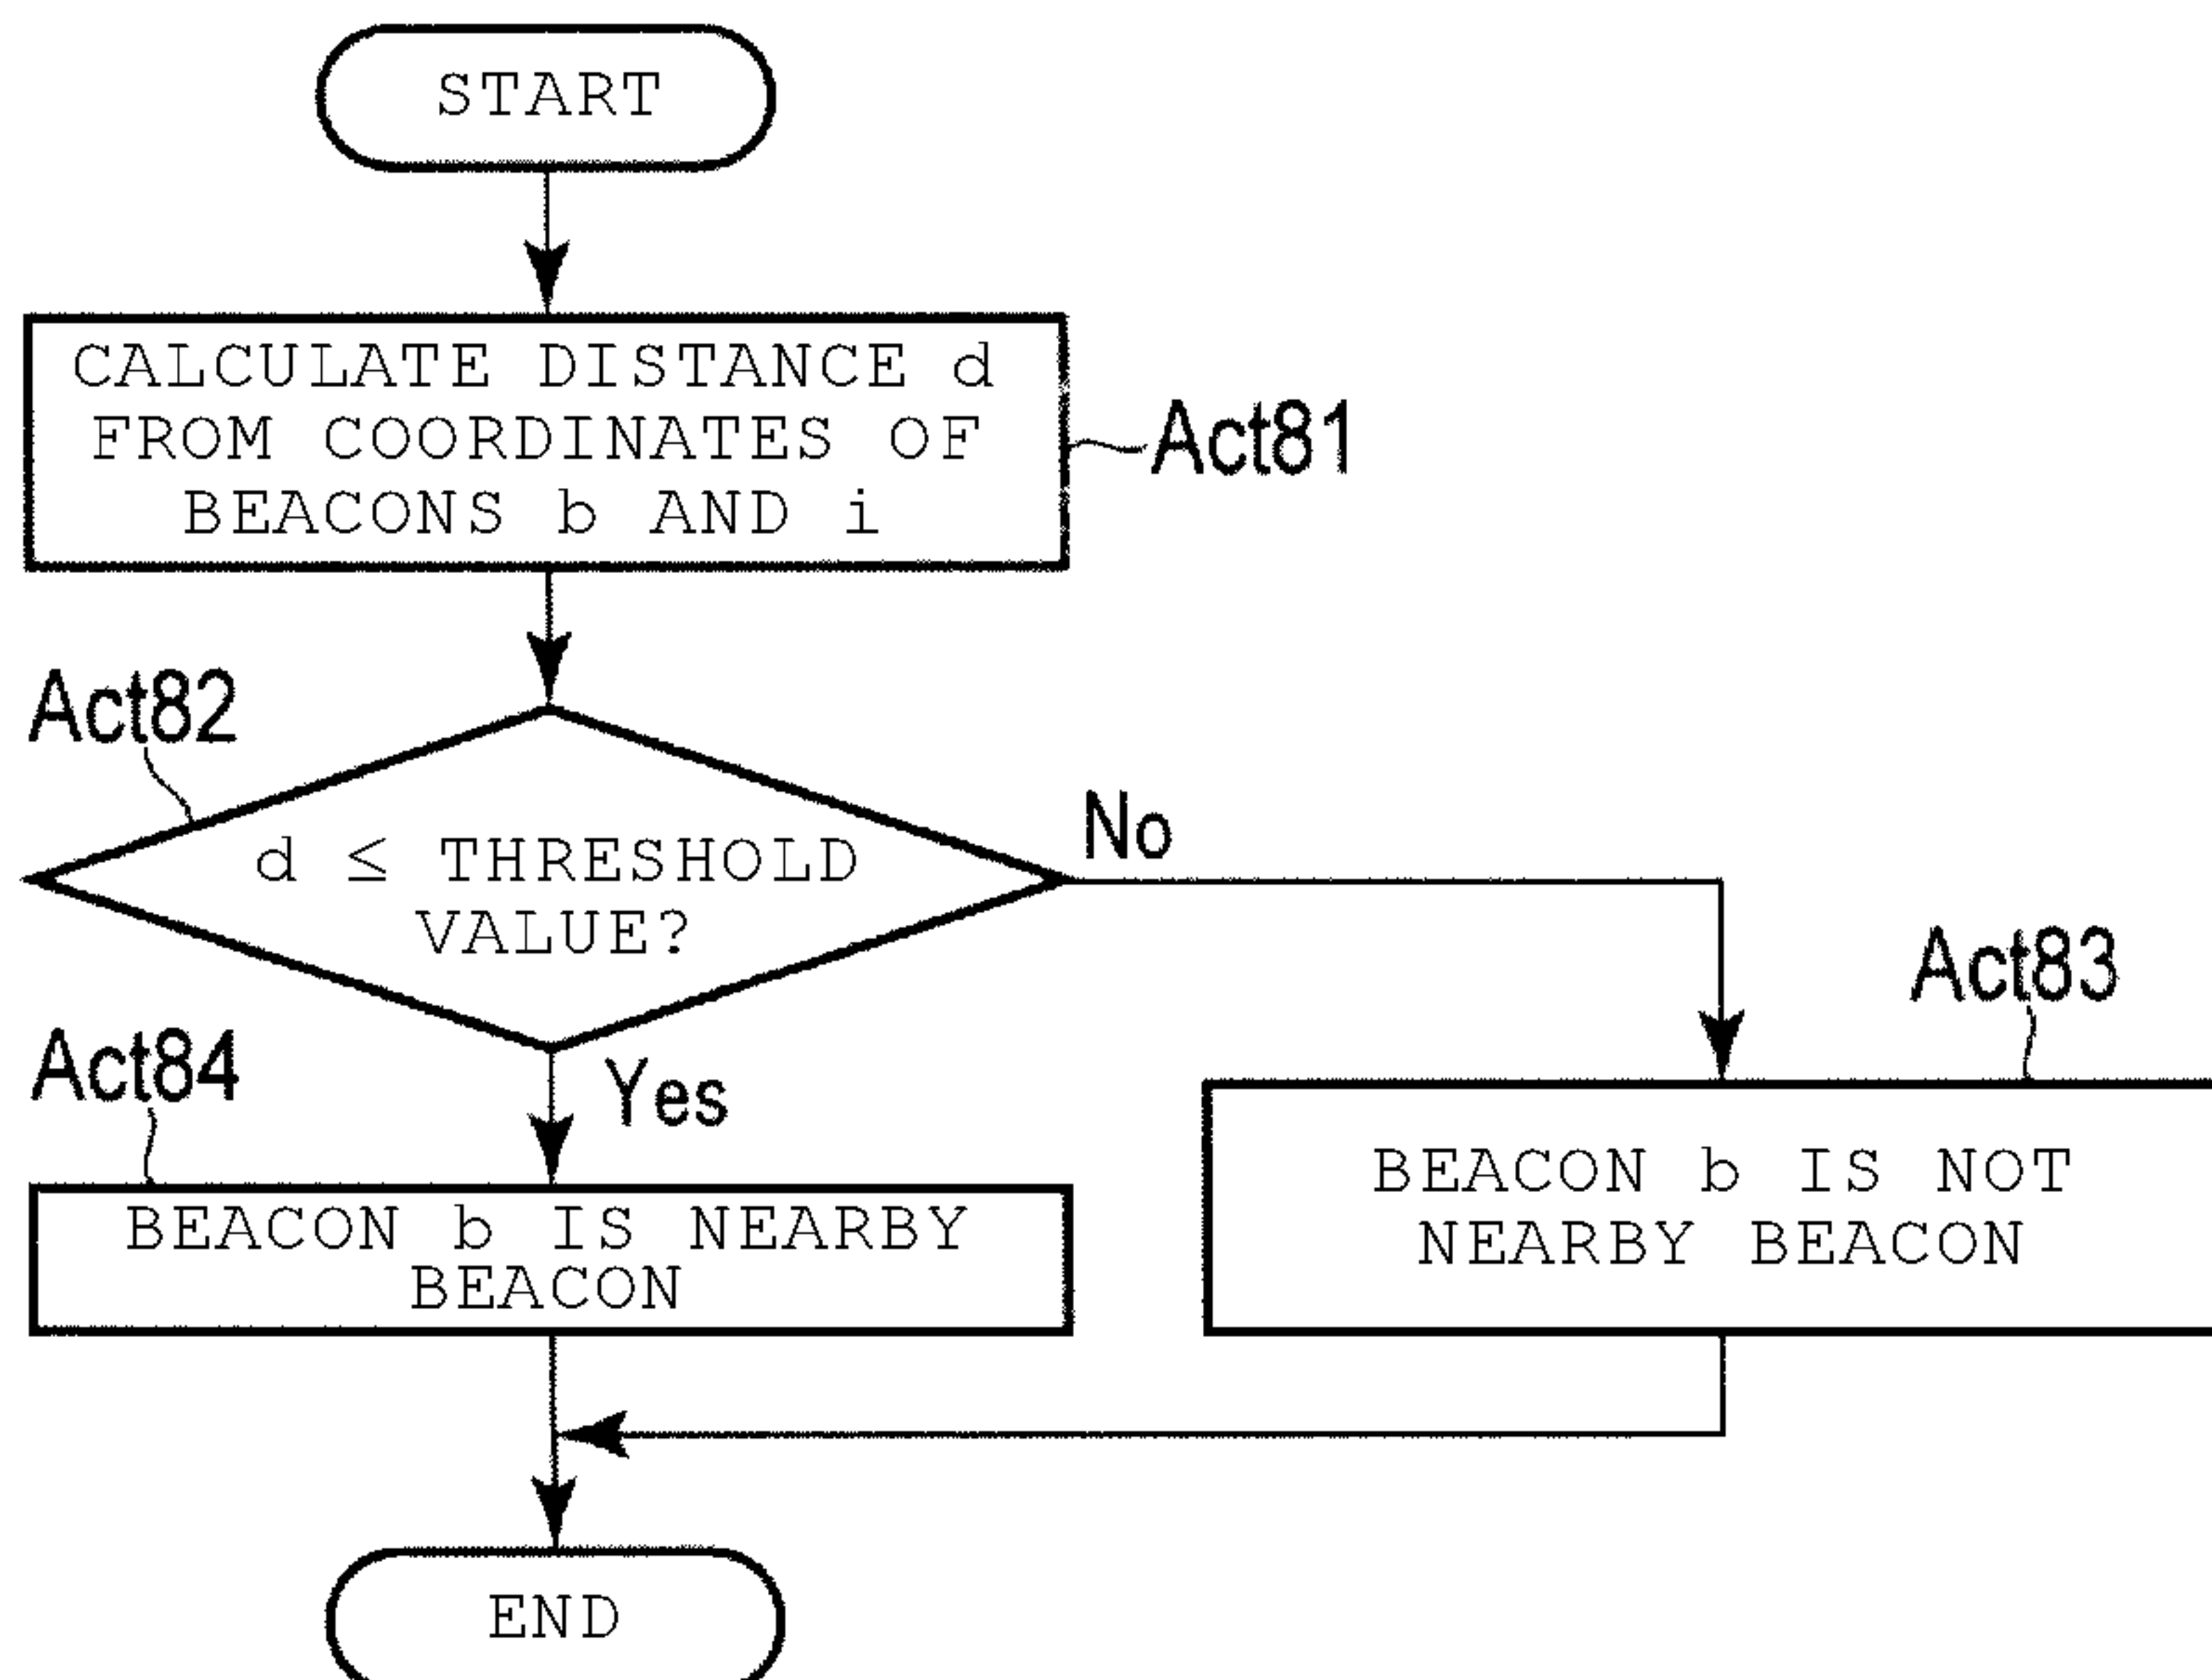 START
CALCULATE DISTANCE d
FROM COORDINATES OF
BEACONS b AND i
Act81
Act82
d ≤ THRESHOLD
VALUE?
No
Yes
Act83
BEACON b IS NOT
NEARBY BEACON
Act84
BEACON b IS NEARBY
BEACON
END